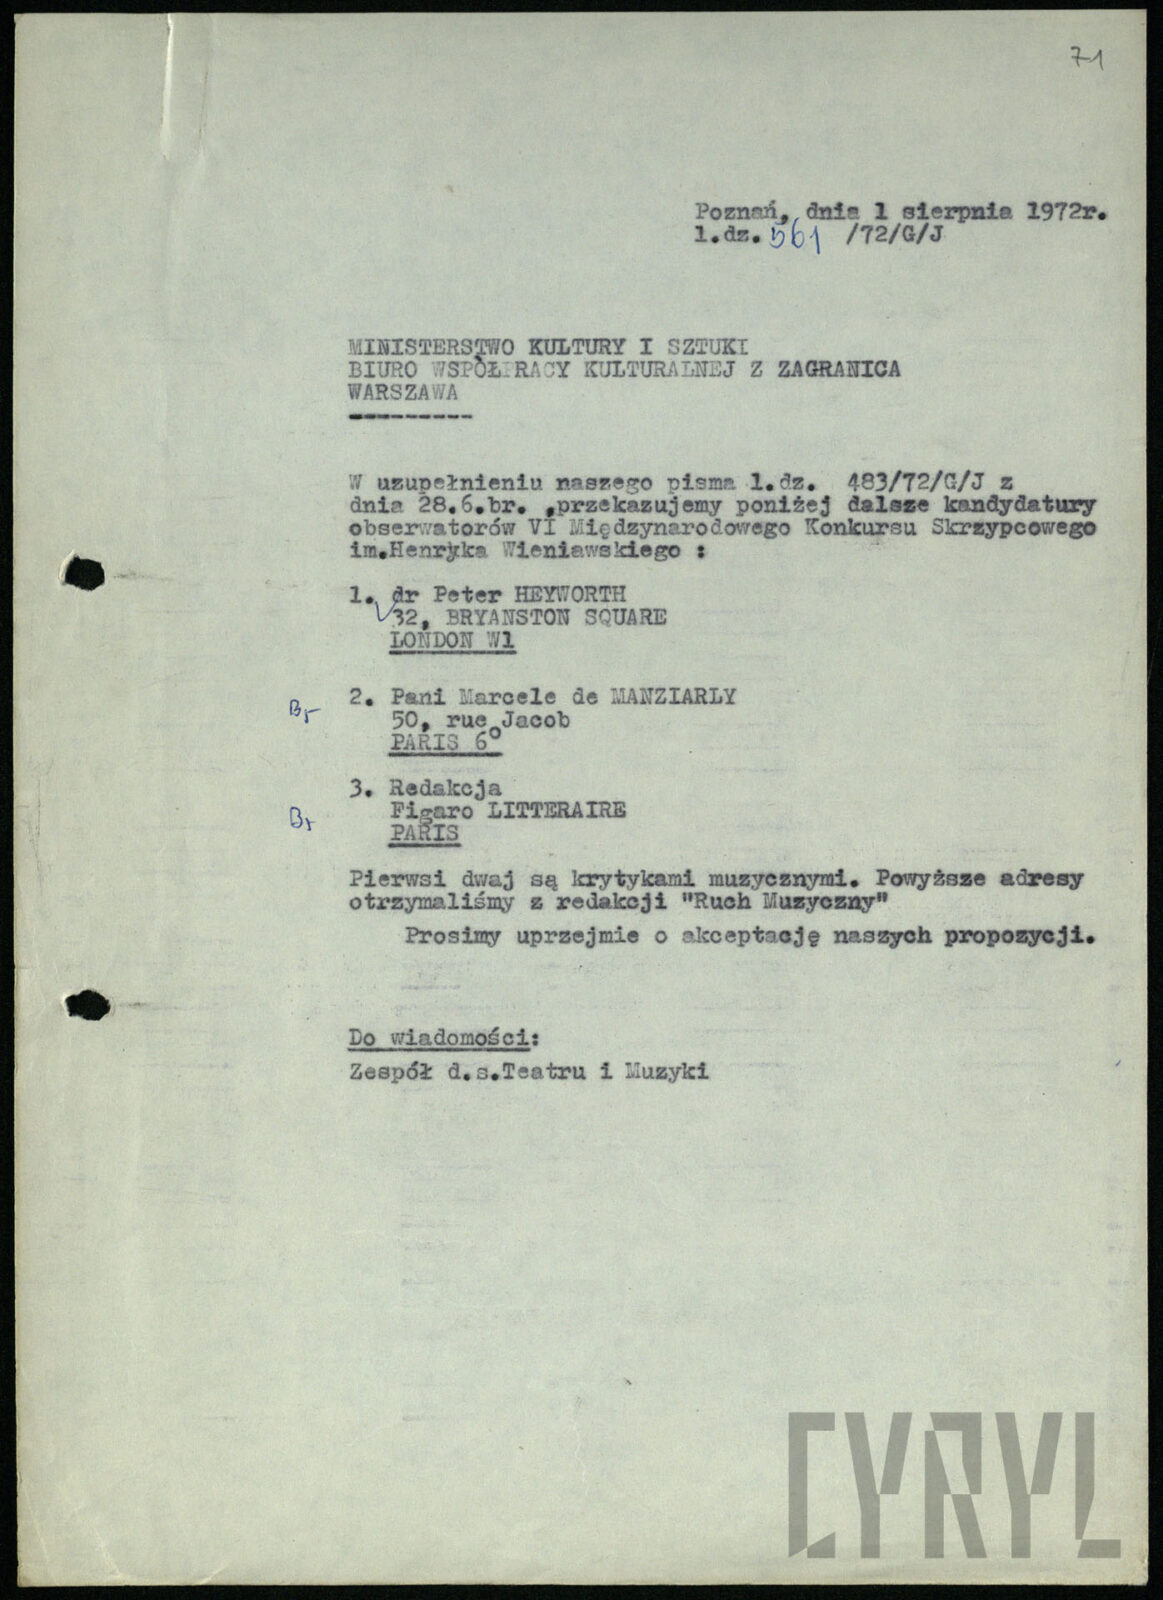 71
Poznań, dnia 1 sierpnia 1972r.
l.dz. 561 /72/G/J
MINISTERSTWO KULTURY I SZTUKI
BIURO WSPÓŁPRACY KULTURALNEJ Z ZAGRANICA
WARSZAWA
W uzupełnieniu naszego pisma l.dz. 483/72/G/J z
dnia 28.6.br. ,przekazujemy poniżej dalsze kandydatury
obserwatorów VI Międzynarodowego Konkursu Skrzypcowego
im.Henryka Wieniawskiego :
1. dr Peter HEYWORTH
32, BRYANSTON SQUARE
LONDON W1
2. Pani Marcele de MANZIARLY
50, rue Jacob
PARIS 6°
3. Redakcja
Figaro LITTERAIRE
PARIS
Pierwsi dwaj są krytykami muzycznymi. Powyższe adresy
otrzymaliśmy z redakcji "Ruch Muzyczny"
Prosimy uprzejmie o akceptację naszych propozycji.
Do wiadomości:
Zespół d.s.Teatru i Muzyki
CYRYL